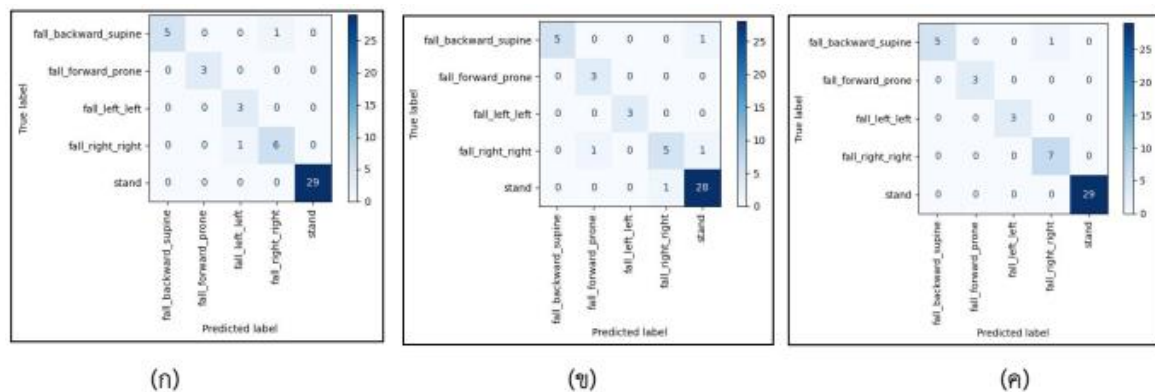 fall_backward_supine 5 0 0 1 0
fall_forward_prone 0 3 0 0 0
fall_left_left 0 0 3 0 0
fall_right_right 0 0 1 6 0
stand 0 0 0 0 29
True label
25
20
15
10
5
0
fall_backward_supine
fall_forward_prone
fall_left_left
fall_right_right
stand
Predicted label
(ก)
fall_backward_supine 5 0 0 0 1
fall_forward_prone 0 3 0 0 0
fall_left_left 0 0 3 0 0
fall_right_right 0 1 0 5 1
stand 0 0 0 1 28
True label
25
20
15
10
5
0
fall_backward_supine
fall_forward_prone
fall_left_left
fall_right_right
stand
Predicted label
(ข)
fall_backward_supine 5 0 0 1 0
fall_forward_prone 0 3 0 0 0
fall_left_left 0 0 3 0 0
fall_right_right 0 0 0 7 0
stand 0 0 0 0 29
True label
25
20
15
10
5
0
fall_backward_supine
fall_forward_prone
fall_left_left
fall_right_right
stand
Predicted label
(ค)